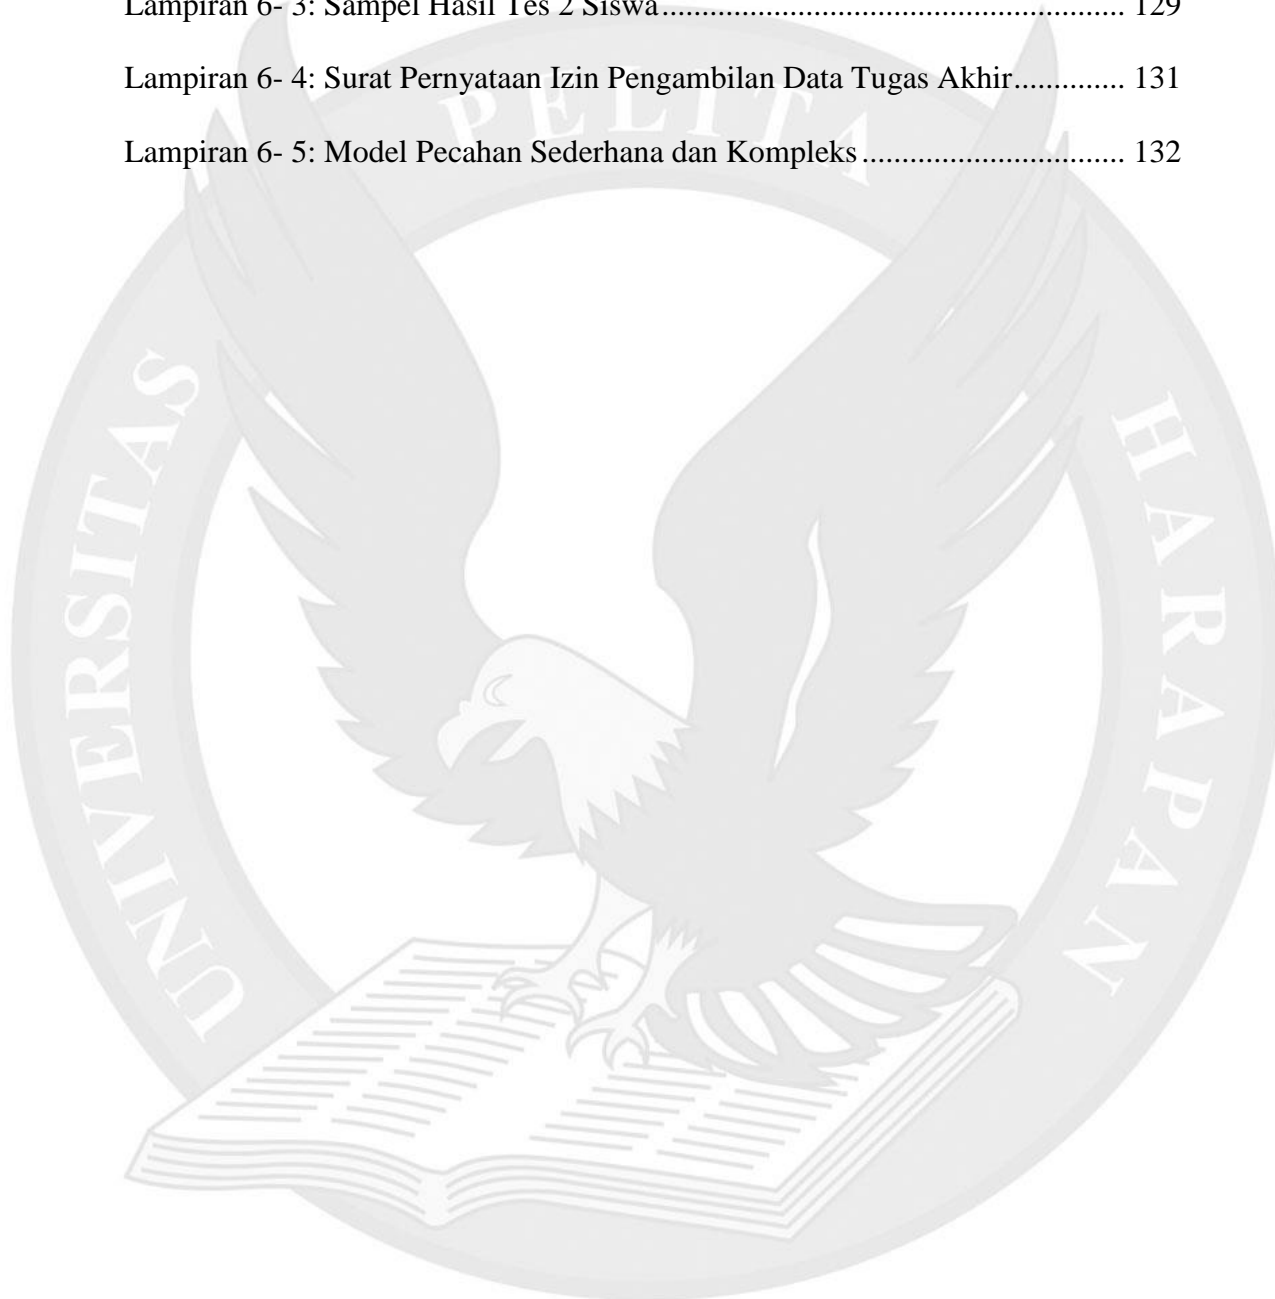 Lampiran 6- 3: Sampel Hasil Tes 2 Siswa.......................................................... 129
Lampiran 6- 4: Surat Pernyataan Izin Pengambilan Data Tugas Akhir.............. 131
Lampiran 6- 5: Model Pecahan Sederhana dan Kompleks................................. 132
UNIVERSITAS PELITA HARAPAN